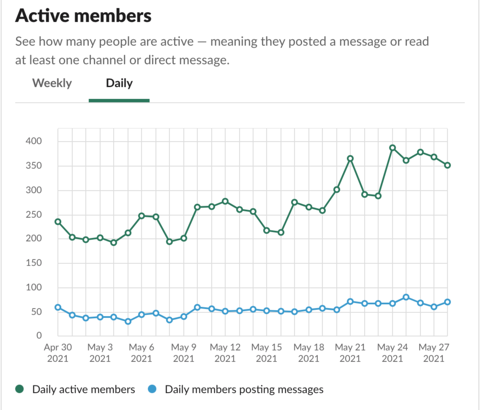 Active members
See how many people are active — meaning they posted a message or read
at least one channel or direct message.
Weekly Daily
400
350
300
250
200
150
100
50
0
Apr 30 May 3 May 6 May 9 May 12 May 15 May 18 May 21 May 24 May 27
2021 2021 2021 2021 2021 2021 2021 2021 2021 2021
Daily active members Daily members posting messages